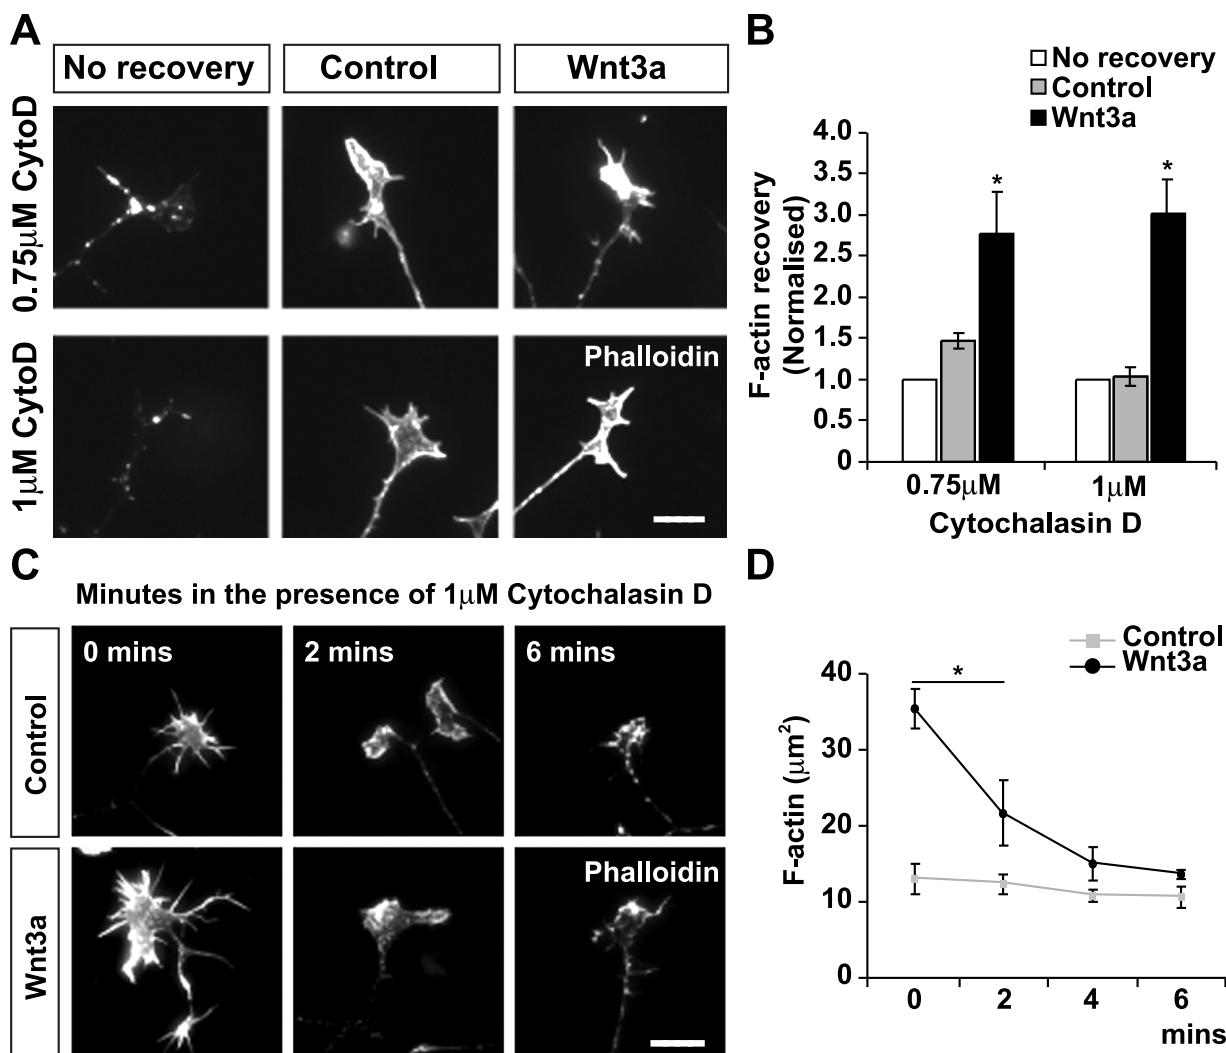 A
No recovery
Control
Wnt3a
0.75μM CytoD
1μM CytoD
Phalloidin
B
No recovery
Control
Wnt3a
F-actin recovery
(Normalised)
4.0
3.5
3.0
2.5
2.0
1.5
1.0
0.5
0
*
*
0.75μM
1μM
Cytochalasin D
C
Minutes in the presence of 1μM Cytochalasin D
0 mins
2 mins
6 mins
Control
Wnt3a
Phalloidin
D
Control
Wnt3a
F-actin (μm²)
40
30
20
10
0
*
0
2
4
6
mins